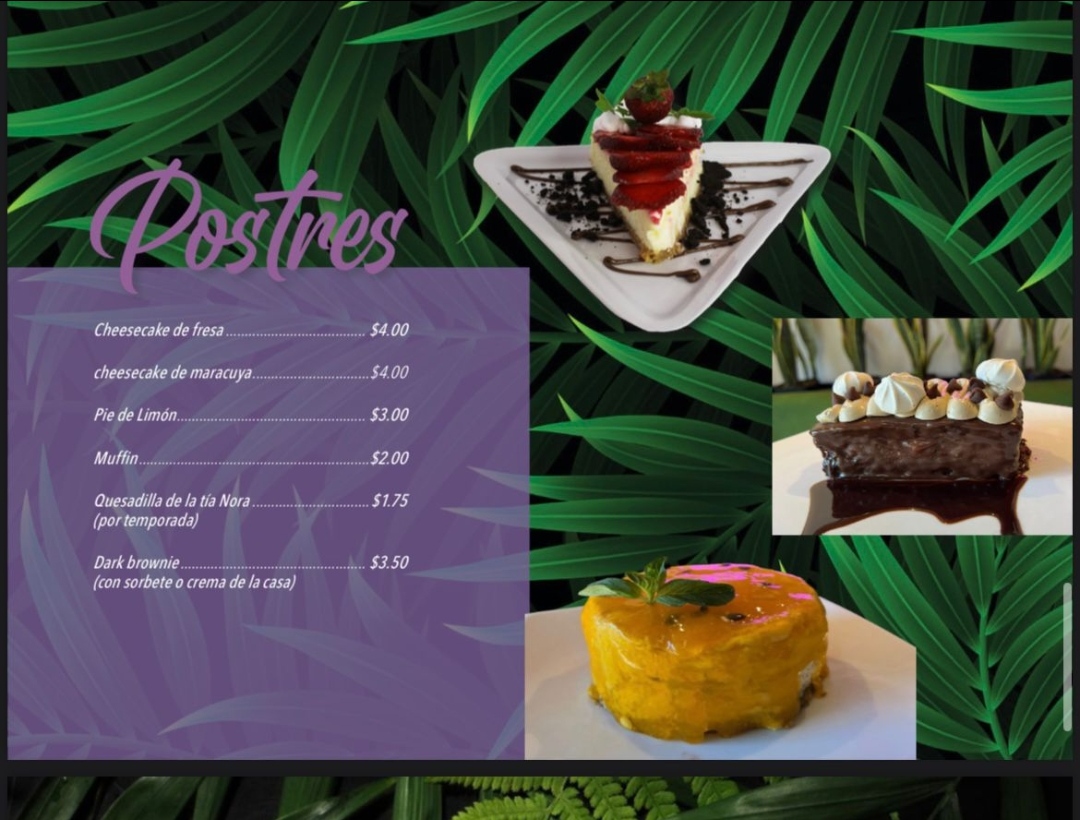 Postres
Cheesecake de fresa ................................ $4.00
cheesecake de maracuya........................... $4.00
Pie de Limón............................................ $3.00
Muffin..................................................... $2.00
Quesadilla de la tía Nora ........................... $1.75
(por temporada)
Dark brownie .......................................... $3.50
(con sorbete o crema de la casa)